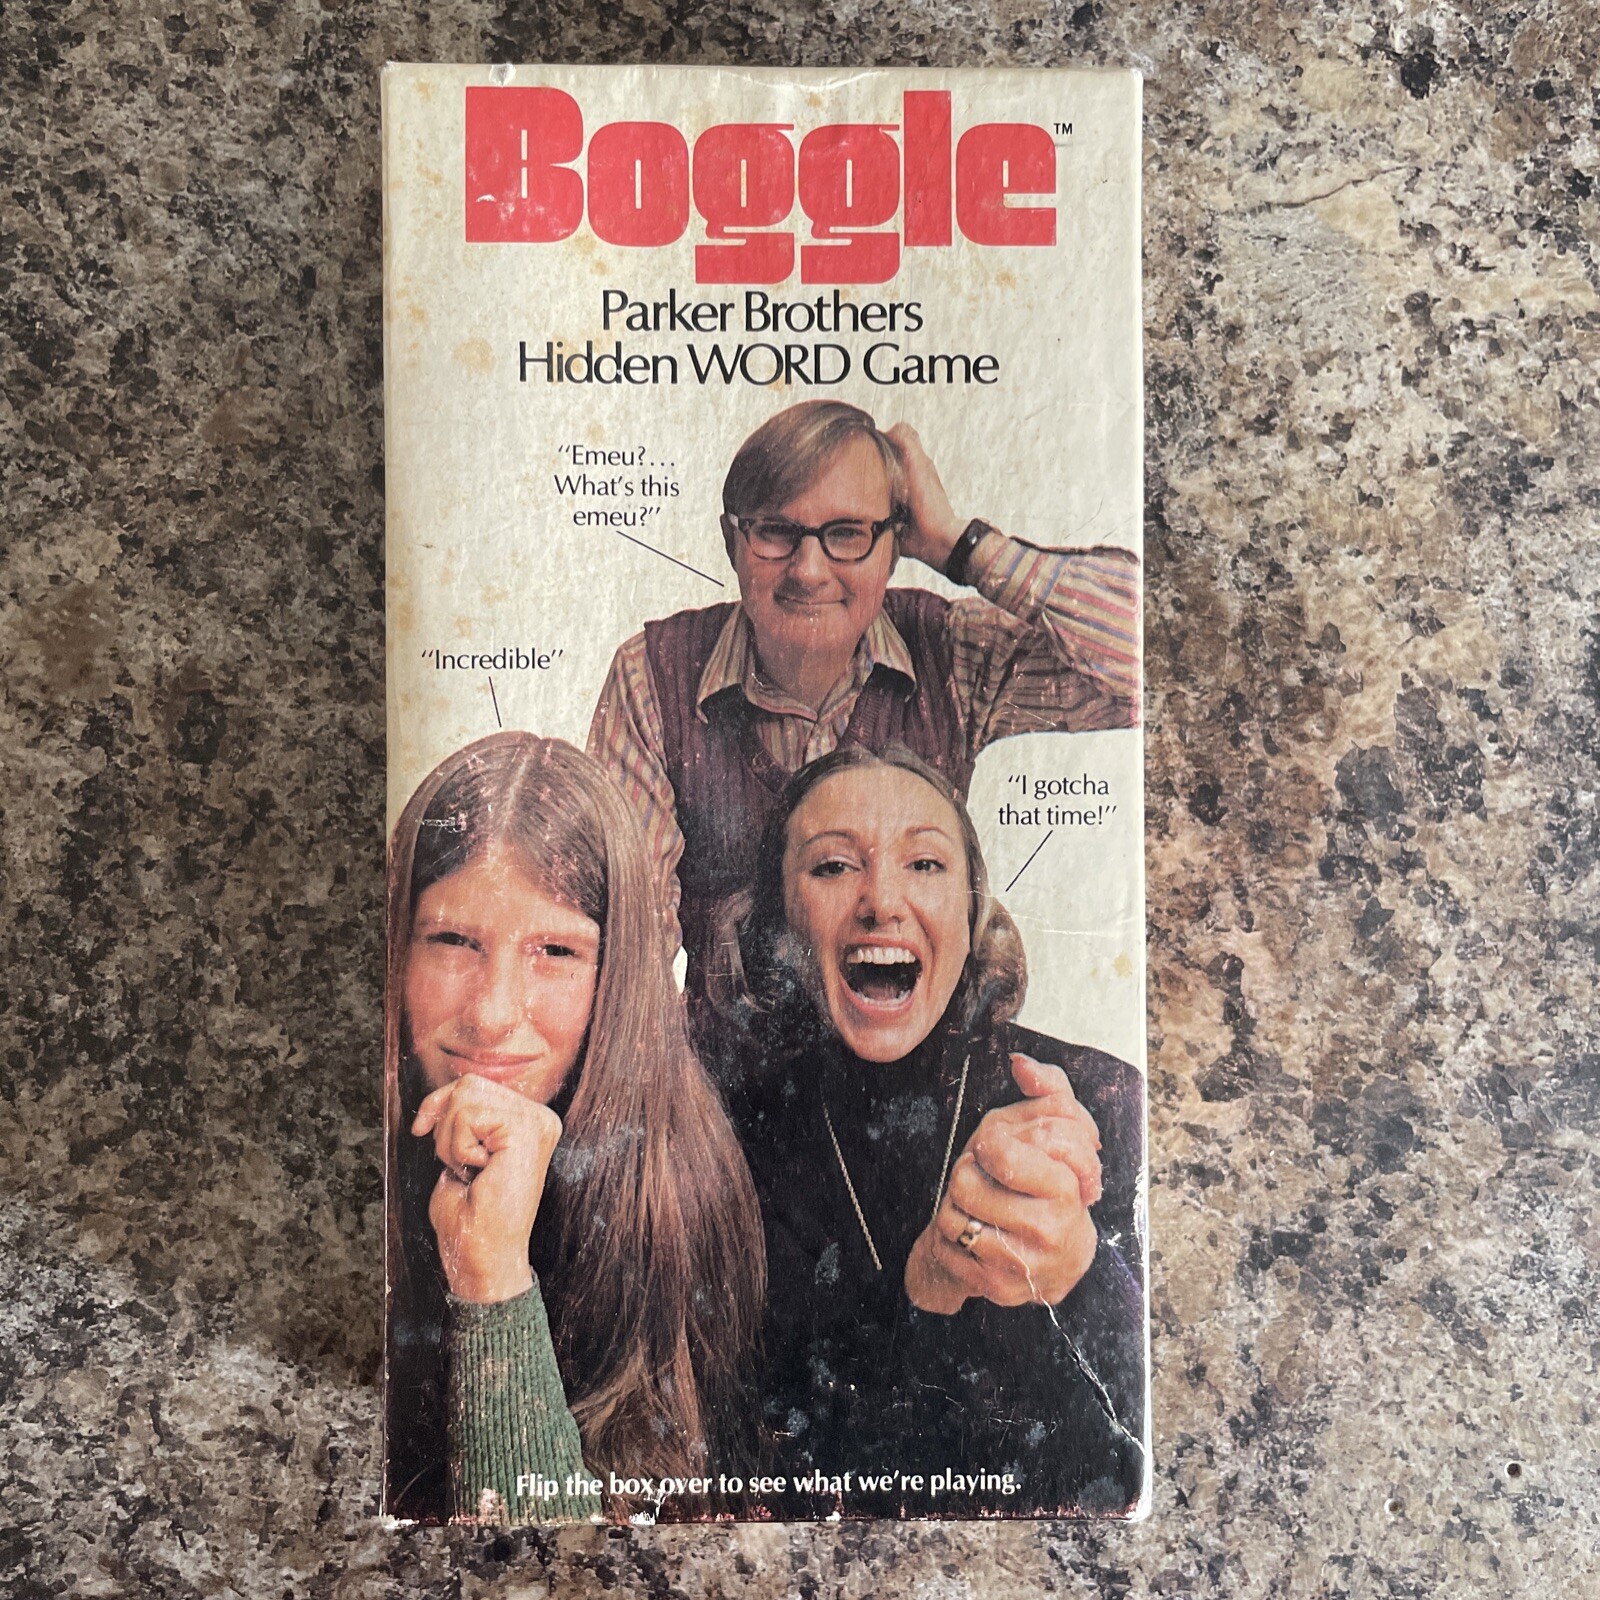 Boggle™
Parker Brothers
Hidden WORD Game
“Emeu?...
What's this
emeu?”
“Incredible”
“I gotcha
that time!”
Flip the box over to see what we're playing.